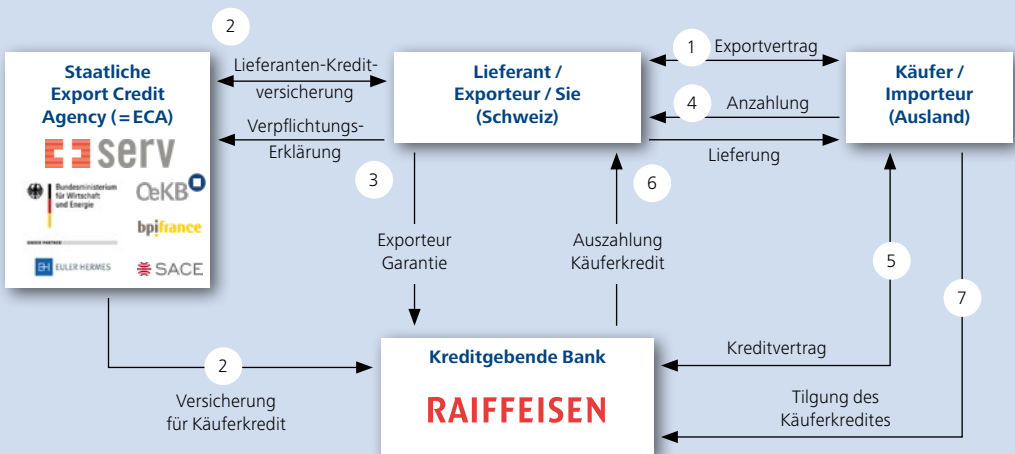 2
Lieferanten-Kredit-
versicherung
Verpflichtungs-
Erklärung
Staatliche
Export Credit
Agency (=ECA)
serv
Bundesministerium
für Wirtschaft
und Energie
OeKB
bpifrance
EULER HERMES
SACE
Lieferant /
Exporteur / Sie
(Schweiz)
1
Exportvertrag
4
Anzahlung
Lieferung
Käufer /
Importeur
(Ausland)
3
Exporteur
Garantie
6
Auszahlung
Käuferkredit
5
7
2
Versicherung
für Käuferkredit
Kreditgebende Bank
RAIFFEISEN
Kreditvertrag
Tilgung des
Käuferkredites